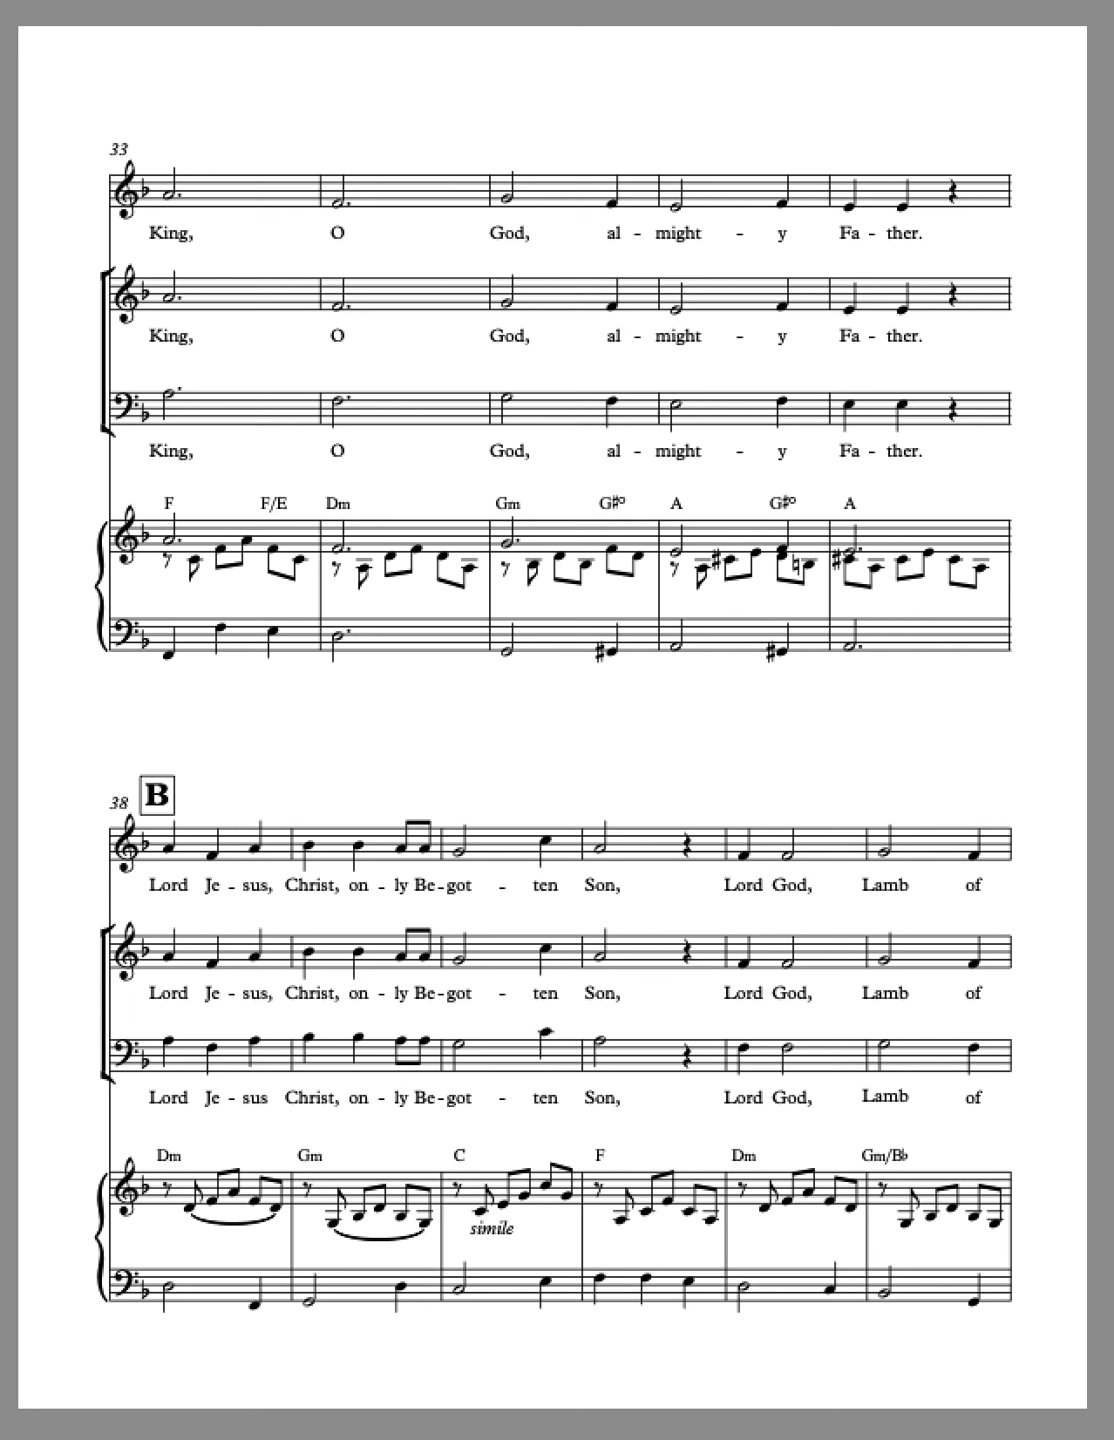 33
King, O God, al - might - y Fa - ther.
King, O God, al - might - y Fa - ther.
King, O God, al - might - y Fa - ther.
F F/E Dm Gm G♯° A G♯° A
38 B
Lord Je - sus, Christ, on - ly Be - got - ten Son, Lord God, Lamb of
Lord Je - sus, Christ, on - ly Be - got - ten Son, Lord God, Lamb of
Lord Je - sus Christ, on - ly Be - got - ten Son, Lord God, Lamb of
Dm Gm C F Dm Gm/B♭
simile